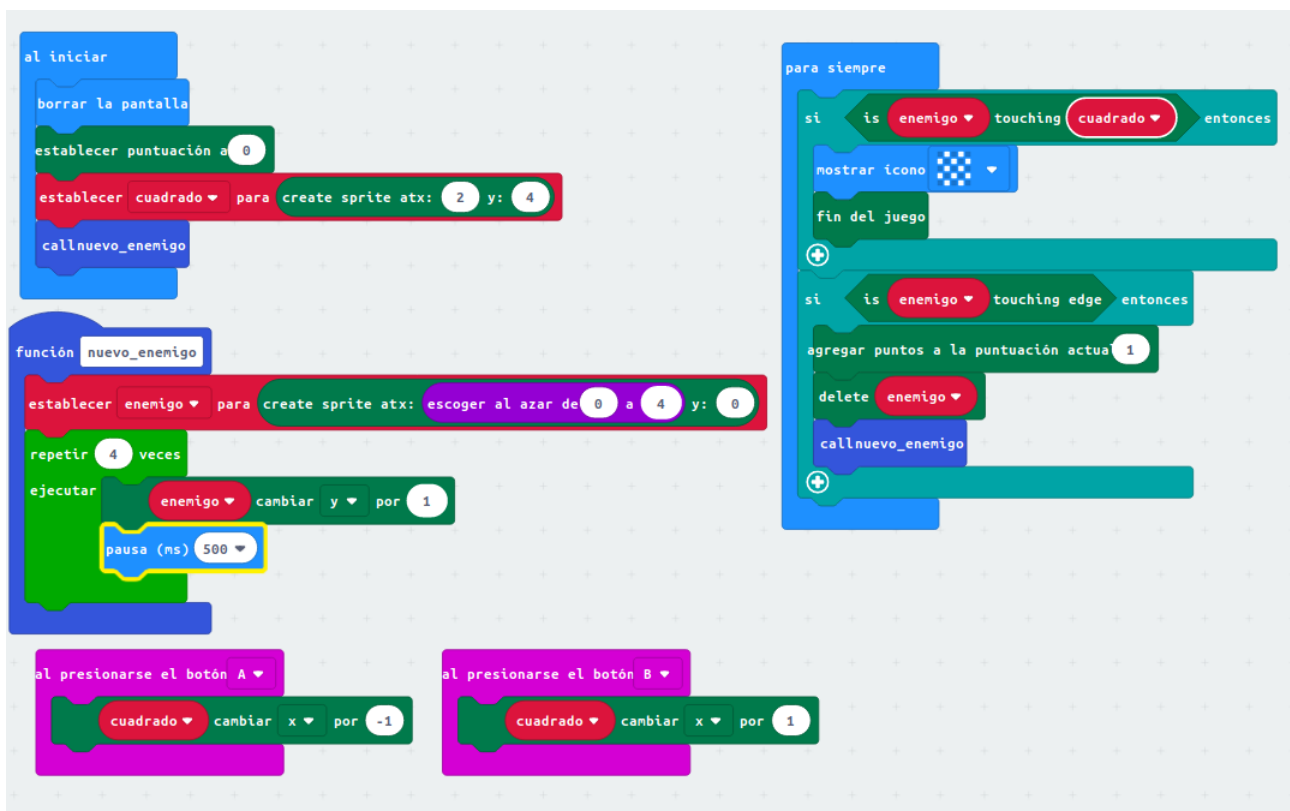 al iniciar
borrar la pantalla
establecer puntuación a 0
establecer cuadrado para create sprite atx: 2 y: 4
callnuevo_enemigo
función nuevo_enemigo
establecer enemigo para create sprite atx: escoger al azar de 0 a 4 y: 0
repetir 4 veces
ejecutar
enemigo cambiar y por 1
pausa (ms) 500
al presionarse el botón A
cuadrado cambiar x por -1
al presionarse el botón B
cuadrado cambiar x por 1
para siempre
si is enemigo touching cuadrado entonces
mostrar ícono
fin del juego
si is enemigo touching edge entonces
agregar puntos a la puntuación actual 1
delete enemigo
callnuevo_enemigo